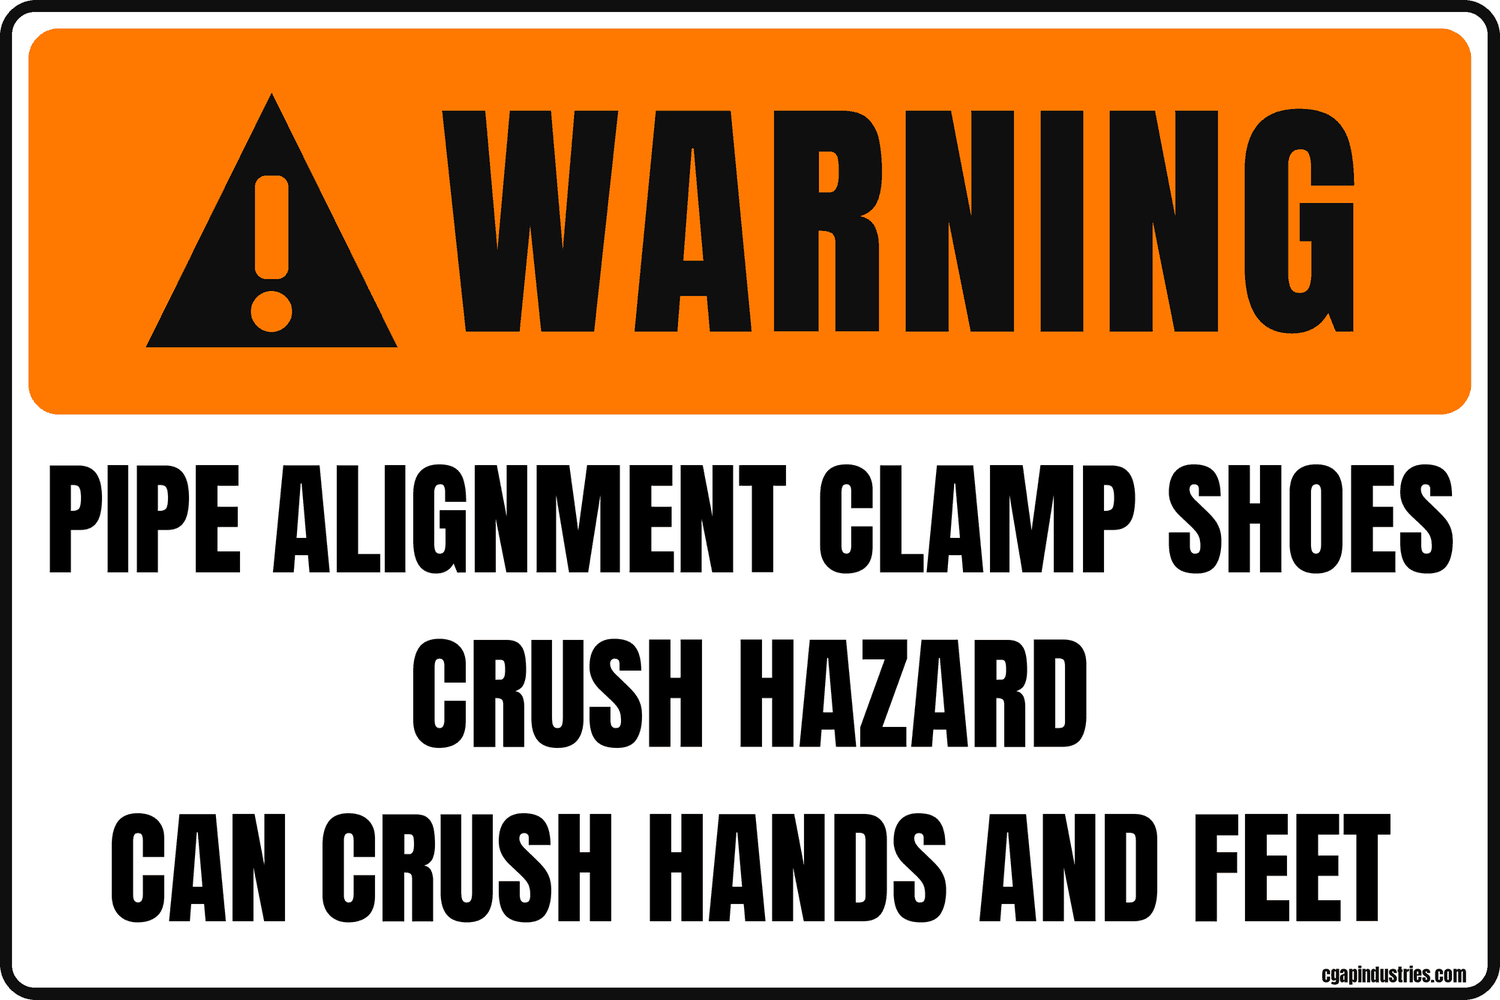 WARNING
PIPE ALIGNMENT CLAMP SHOES
CRUSH HAZARD
CAN CRUSH HANDS AND FEET
cgapindustries.com